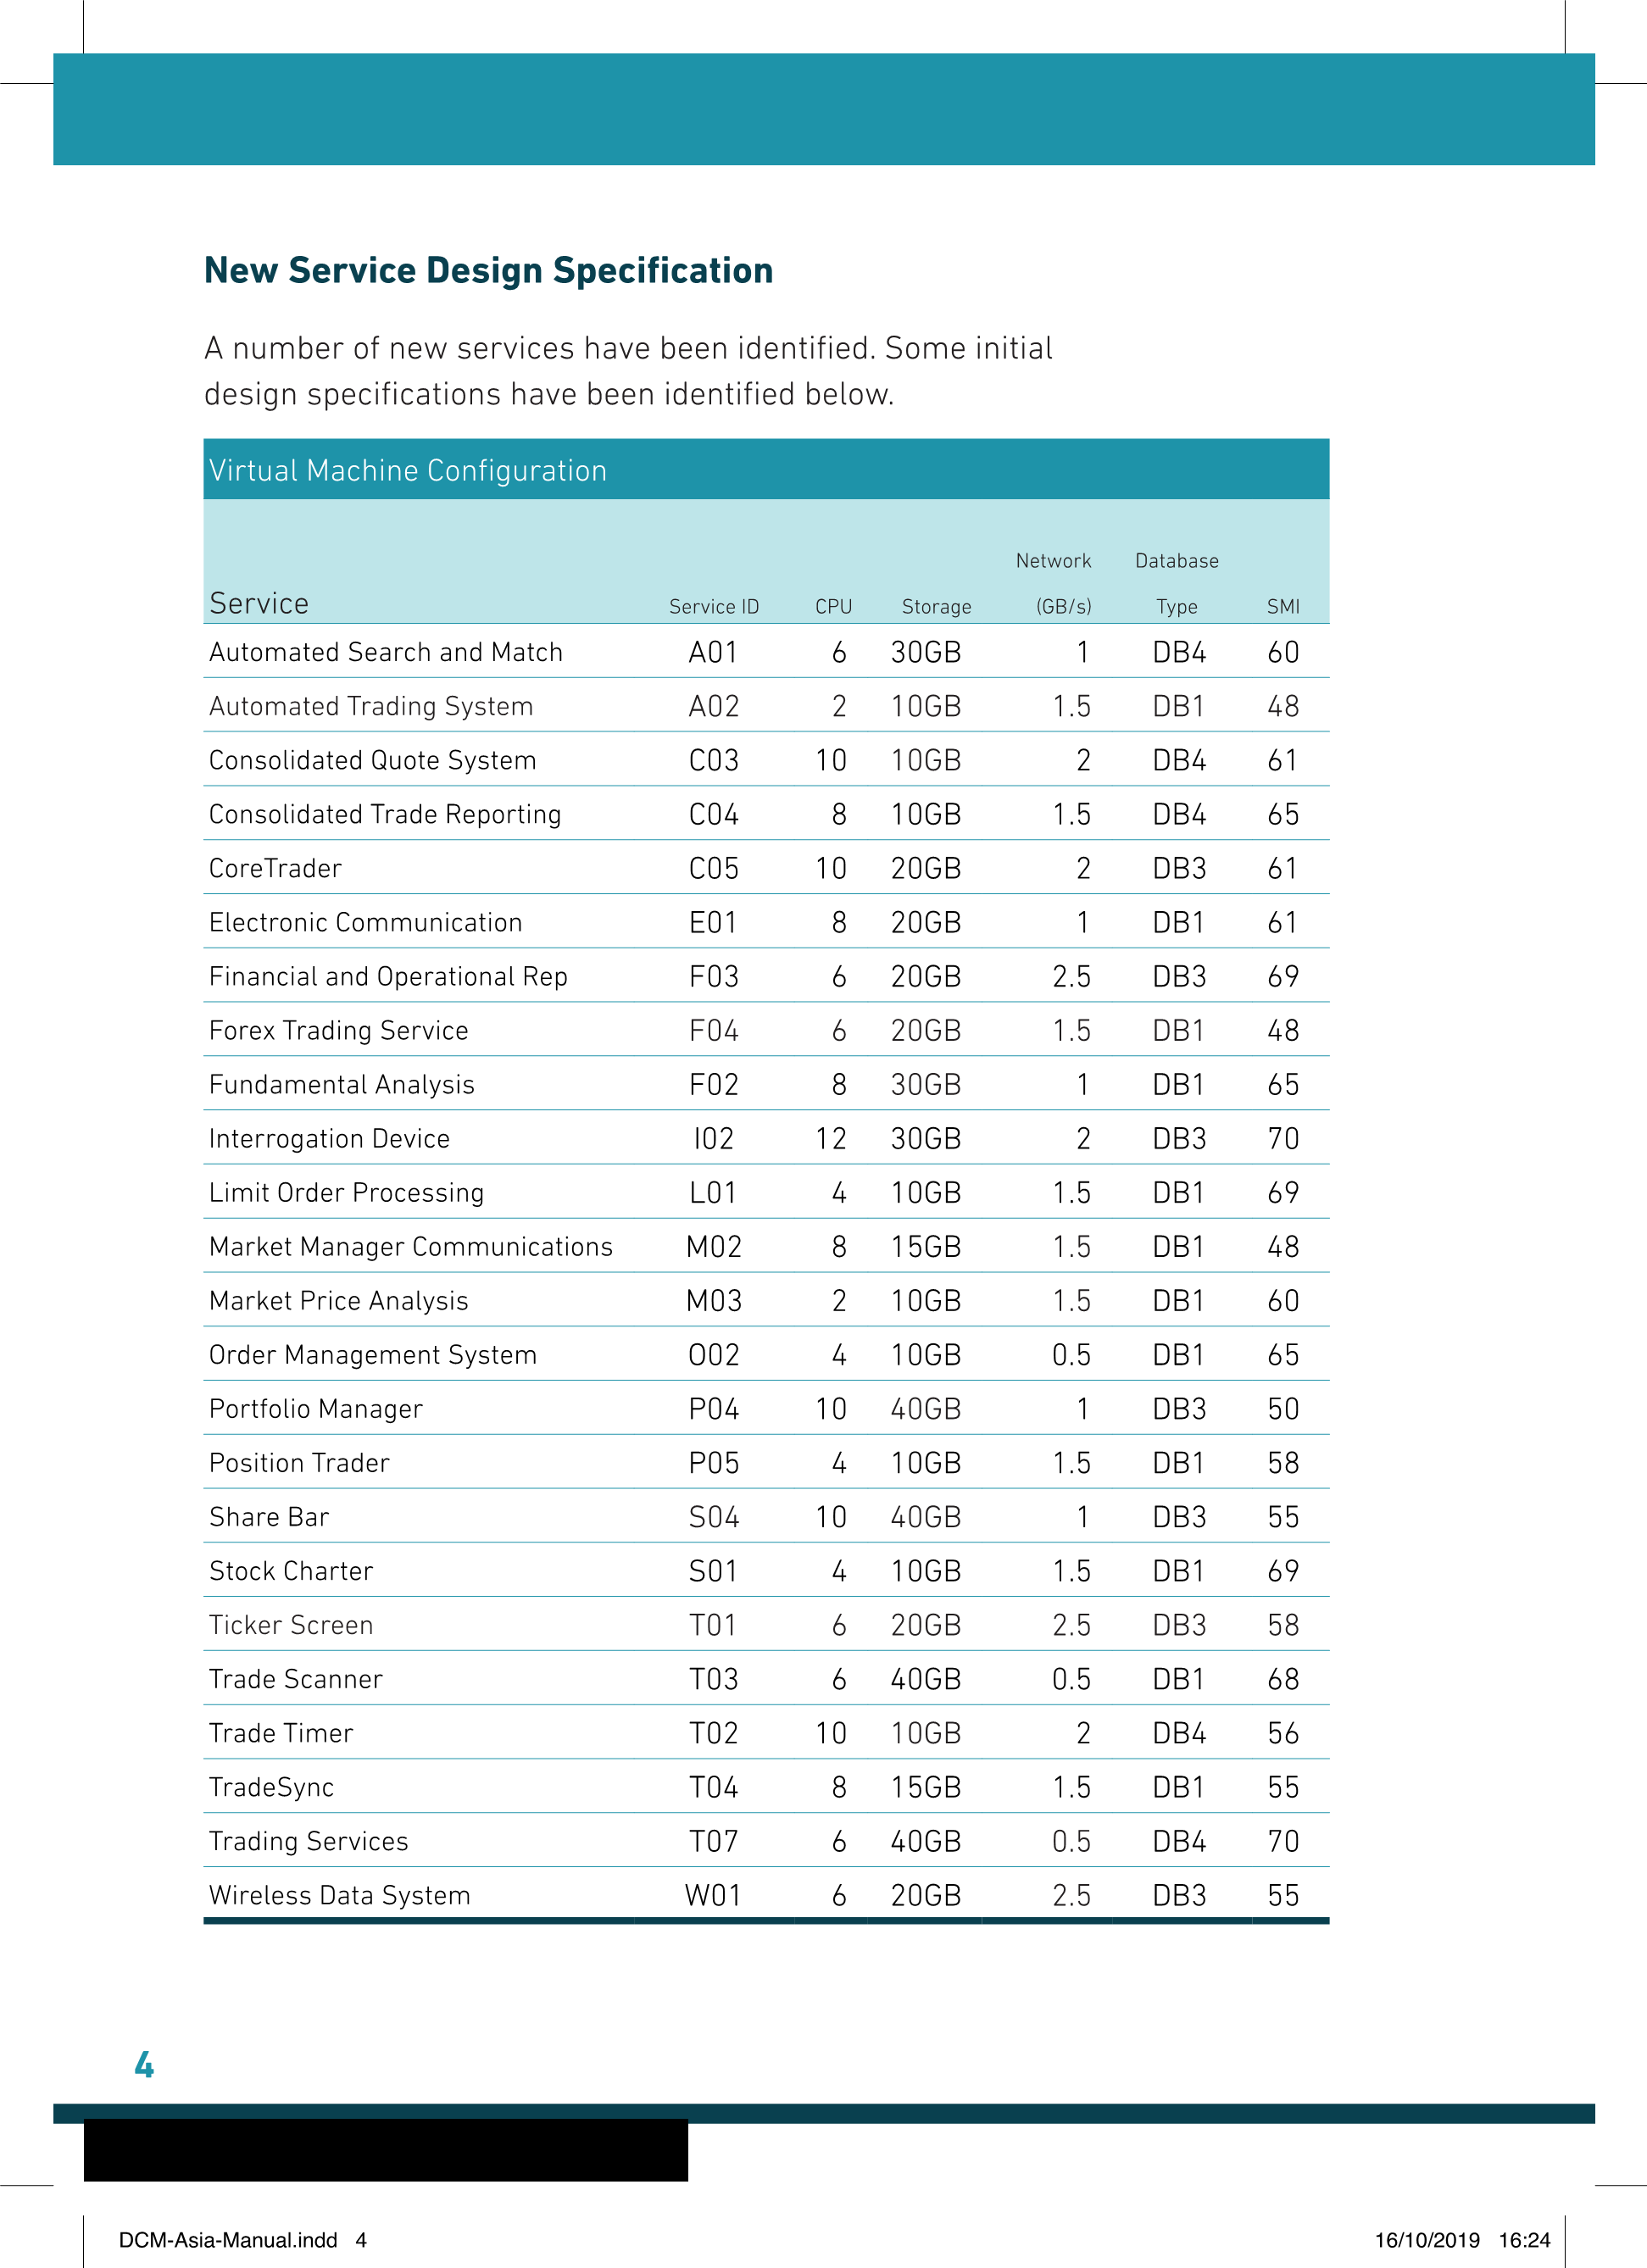 New Service Design Specification
A number of new services have been identified. Some initial
design specifications have been identified below.
Virtual Machine Configuration
Service Service ID CPU Storage Network (GB/s) Database Type SMI
Automated Search and Match A01 6 30GB 1 DB4 60
Automated Trading System A02 2 10GB 1.5 DB1 48
Consolidated Quote System C03 10 10GB 2 DB4 61
Consolidated Trade Reporting C04 8 10GB 1.5 DB4 65
CoreTrader C05 10 20GB 2 DB3 61
Electronic Communication E01 8 20GB 1 DB1 61
Financial and Operational Rep F03 6 20GB 2.5 DB3 69
Forex Trading Service F04 6 20GB 1.5 DB1 48
Fundamental Analysis F02 8 30GB 1 DB1 65
Interrogation Device I02 12 30GB 2 DB3 70
Limit Order Processing L01 4 10GB 1.5 DB1 69
Market Manager Communications M02 8 15GB 1.5 DB1 48
Market Price Analysis M03 2 10GB 1.5 DB1 60
Order Management System O02 4 10GB 0.5 DB1 65
Portfolio Manager P04 10 40GB 1 DB3 50
Position Trader P05 4 10GB 1.5 DB1 58
Share Bar S04 10 40GB 1 DB3 55
Stock Charter S01 4 10GB 1.5 DB1 69
Ticker Screen T01 6 20GB 2.5 DB3 58
Trade Scanner T03 6 40GB 0.5 DB1 68
Trade Timer T02 10 10GB 2 DB4 56
TradeSync T04 8 15GB 1.5 DB1 55
Trading Services T07 6 40GB 0.5 DB4 70
Wireless Data System W01 6 20GB 2.5 DB3 55
4
DCM-Asia-Manual.indd 4 16/10/2019 16:24